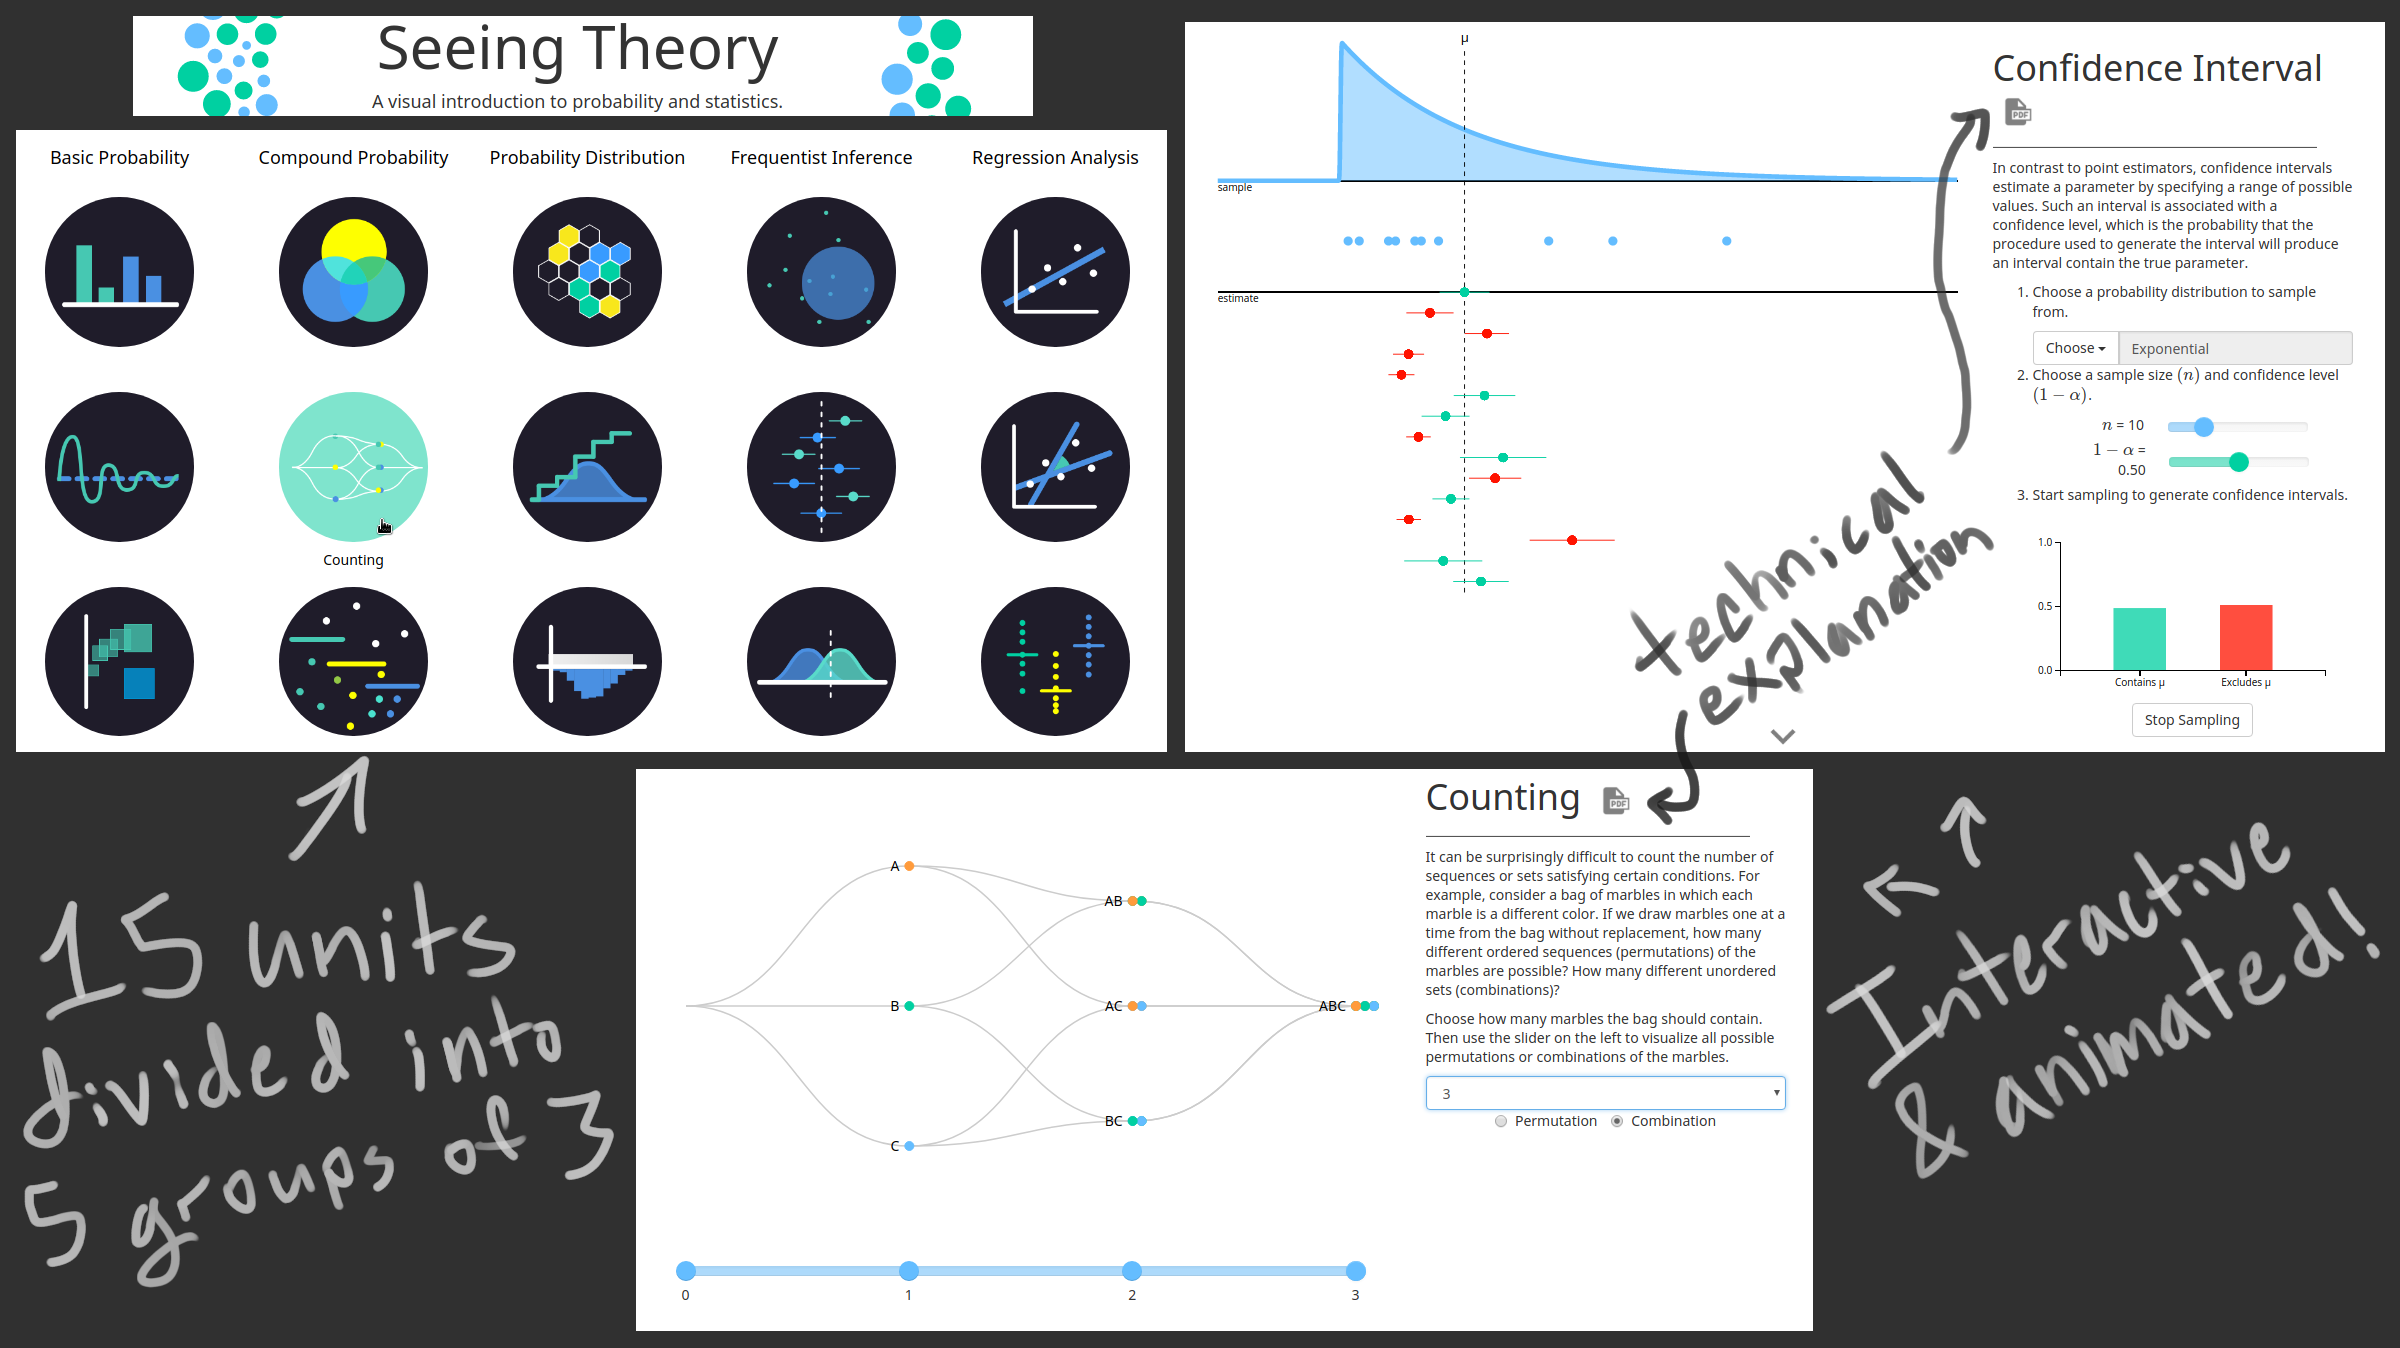 Seeing Theory
A visual introduction to probability and statistics.
Basic Probability
Compound Probability
Probability Distribution
Frequentist Inference
Regression Analysis
Counting
15 units
divided into
5 groups of 3
μ
sample
estimate
Confidence Interval
PDF
In contrast to point estimators, confidence intervals
estimate a parameter by specifying a range of possible
values. Such an interval is associated with a
confidence level, which is the probability that the
procedure used to generate the interval will produce
an interval contain the true parameter.
1. Choose a probability distribution to sample
from.
Choose
Exponential
2. Choose a sample size (n) and confidence level
(1 − α).
n = 10
1 − α =
0.50
3. Start sampling to generate confidence intervals.
1.0
0.5
0.0
Contains μ
Excludes μ
Stop Sampling
technical
explanation
Counting
PDF
It can be surprisingly difficult to count the number of
sequences or sets satisfying certain conditions. For
example, consider a bag of marbles in which each
marble is a different color. If we draw marbles one at a
time from the bag without replacement, how many
different ordered sequences (permutations) of the
marbles are possible? How many different unordered
sets (combinations)?
Choose how many marbles the bag should contain.
Then use the slider on the left to visualize all possible
permutations or combinations of the marbles.
3
Permutation
Combination
A
AB
B
AC
ABC
BC
C
0
1
2
3
Interactive
& animated!